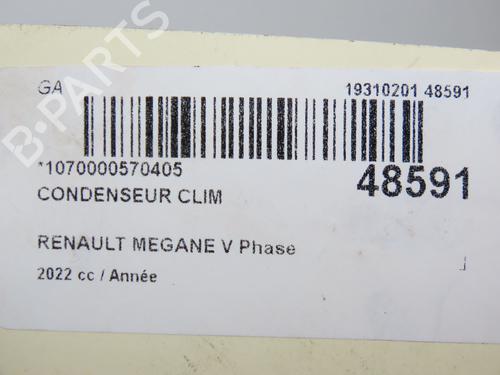 B-PARTS
GA 19310201 48591
*1070000570405 48591
CONDENSEUR CLIM
RENAULT MEGANE V Phase
2022 cc / Année